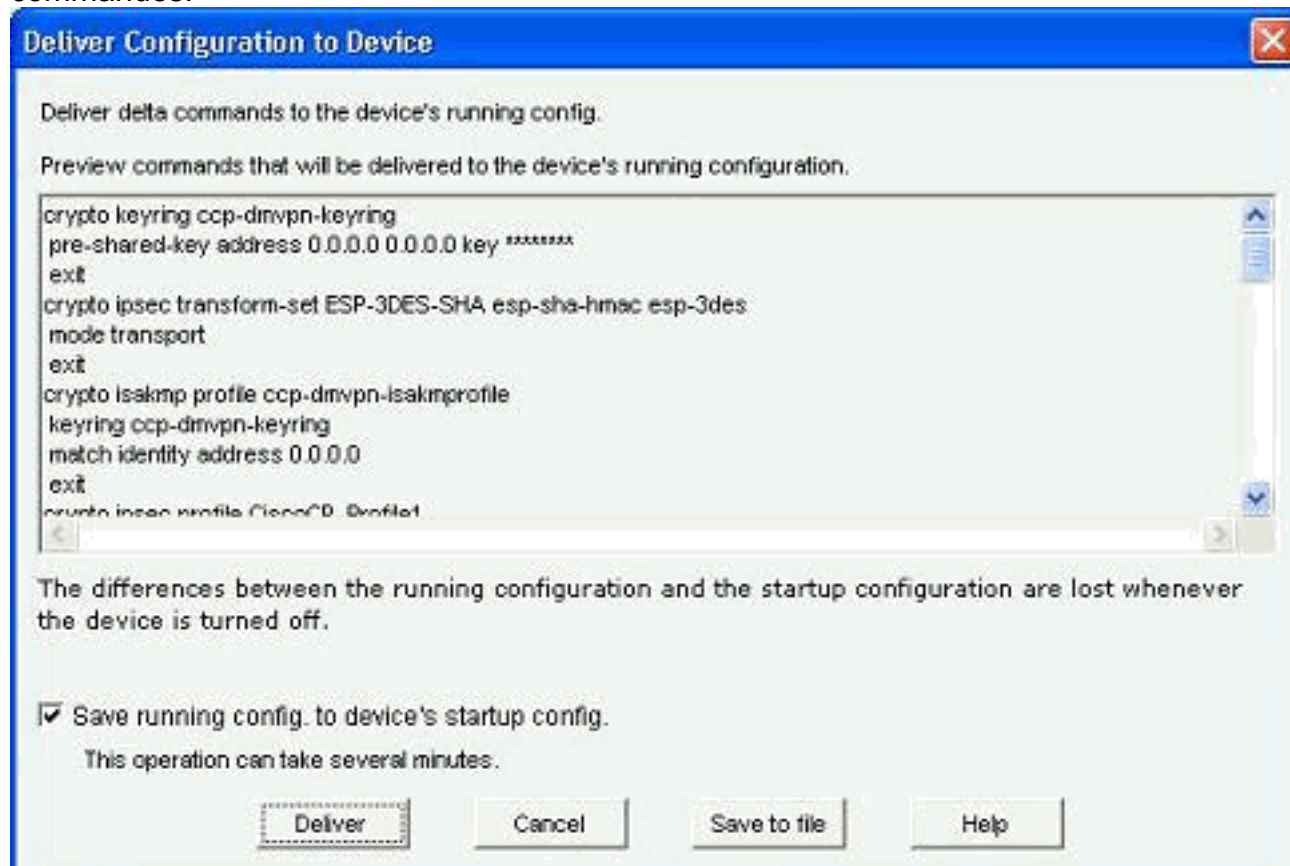 commandes.
Deliver Configuration to Device
Deliver delta commands to the device's running config.
Preview commands that will be delivered to the device's running configuration.
crypto keyring ccp-dmvpn-keyring
pre-shared-key address 0.0.0.0 0.0.0.0 key ********
exit
crypto ipsec transform-set ESP-3DES-SHA esp-sha-hmac esp-3des
mode transport
exit
crypto isakmp profile ccp-dmvpn-isakmprofile
keyring ccp-dmvpn-keyring
match identity address 0.0.0.0
exit
crypto ipsec profile CiscoCP_Profile1
The differences between the running configuration and the startup configuration are lost whenever
the device is turned off.
Save running config. to device's startup config.
This operation can take several minutes.
Deliver Cancel Save to file Help